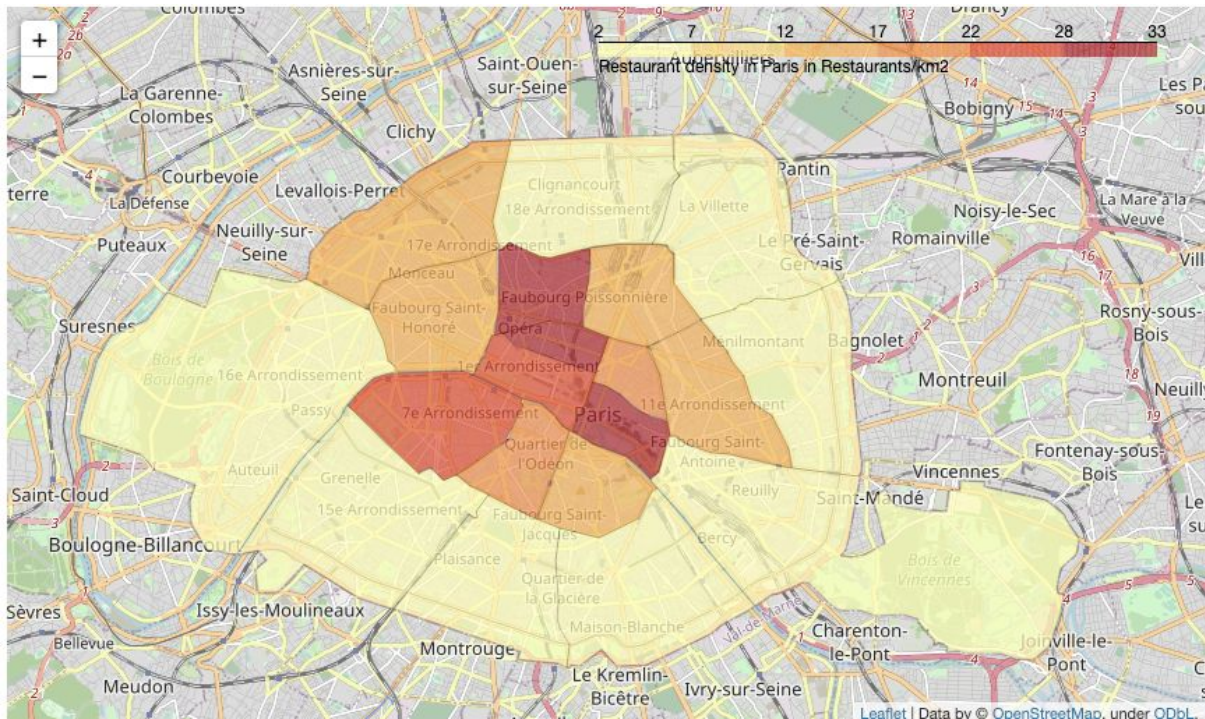 Colombes
Drancy
+
−
2 7 12 17 22 28 33
Aubervilliers
Restaurant density in Paris in Restaurants/km2
Saint-Ouen-
sur-Seine
Asnières-sur-
Seine
La Garenne-
Colombes
Bobigny
Clichy
Courbevoie
Levallois-Perret
Pantin
Clignancourt
18e Arrondissement
La Villette
La Défense
Noisy-le-Sec
La Mare à la
Veuve
Puteaux
Neuilly-sur-
Seine
17e Arrondissement
Monceau
Le Pré-Saint-
Gervais
Romainville
Faubourg Saint-
Honoré
Faubourg Poissonnière
Opéra
Suresnes
Rosny-sous-
Bois
Ménilmontant
Bagnolet
Bois de
Boulogne
16e Arrondissement
1er Arrondissement
Montreuil
Passy
7e Arrondissement
Paris
11e Arrondissement
Quartier de
l'Odéon
Faubourg Saint-
Antoine
Fontenay-sous-
Bois
Auteuil
Grenelle
Reuilly
Vincennes
Saint-Mandé
Saint-Cloud
15e Arrondissement
Faubourg Saint-
Jacques
Boulogne-Billancourt
Plaisance
Bercy
Bois de
Vincennes
Quartier de
la Glacière
Sèvres
Issy-les-Moulineaux
Maison-Blanche
Val-de-Marne
Bellevue
Montrouge
Charenton-
le-Pont
Joinville-le-
Pont
Meudon
Le Kremlin-
Bicêtre
Ivry-sur-Seine
Leaflet | Data by © OpenStreetMap, under ODbL.